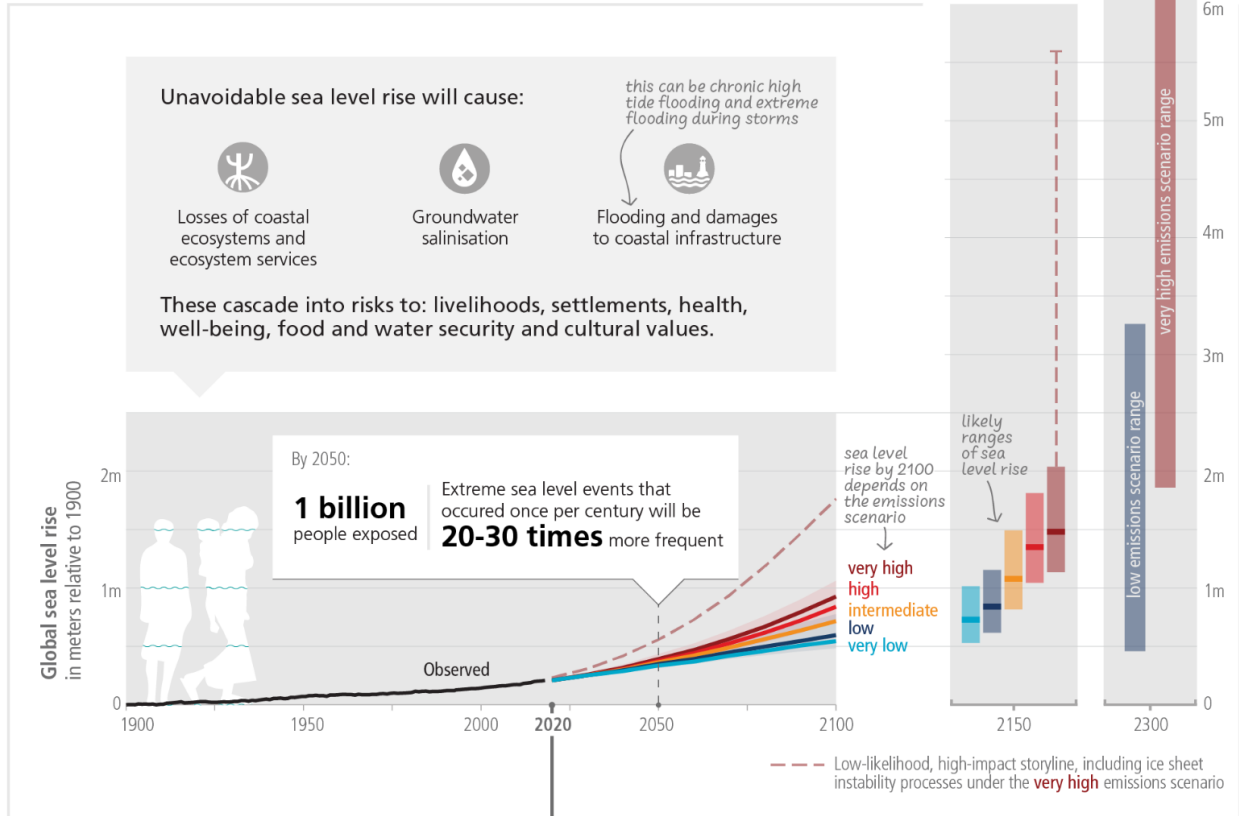 Unavoidable sea level rise will cause:
this can be chronic high
tide flooding and extreme
flooding during storms
Losses of coastal
ecosystems and
ecosystem services
Groundwater
salinisation
Flooding and damages
to coastal infrastructure
These cascade into risks to: livelihoods, settlements, health,
well-being, food and water security and cultural values.
Global sea level rise
in meters relative to 1900
2m
1m
0
By 2050:
1 billion
people exposed
Extreme sea level events that
occured once per century will be
20-30 times more frequent
Observed
1900
1950
2000
2020
2050
2100
sea level
rise by 2100
depends on
the emissions
scenario
very high
high
intermediate
low
very low
likely
ranges
of sea
level rise
2150
low emissions scenario range
very high emissions scenario range
2300
6m
5m
4m
3m
2m
1m
0
Low-likelihood, high-impact storyline, including ice sheet
instability processes under the very high emissions scenario